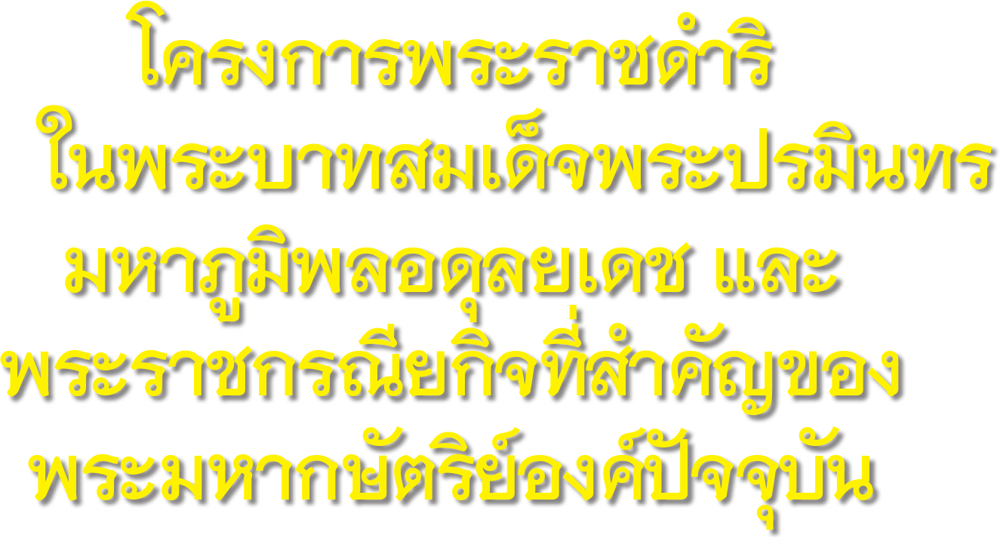 โครงการพระราชดำริ
ในพระบาทสมเด็จพระปรมินทร
มหาภูมิพลอดุลยเดช และ
พระราชกรณียกิจที่สำคัญของ
พระมหากษัตริย์องค์ปัจจุบัน